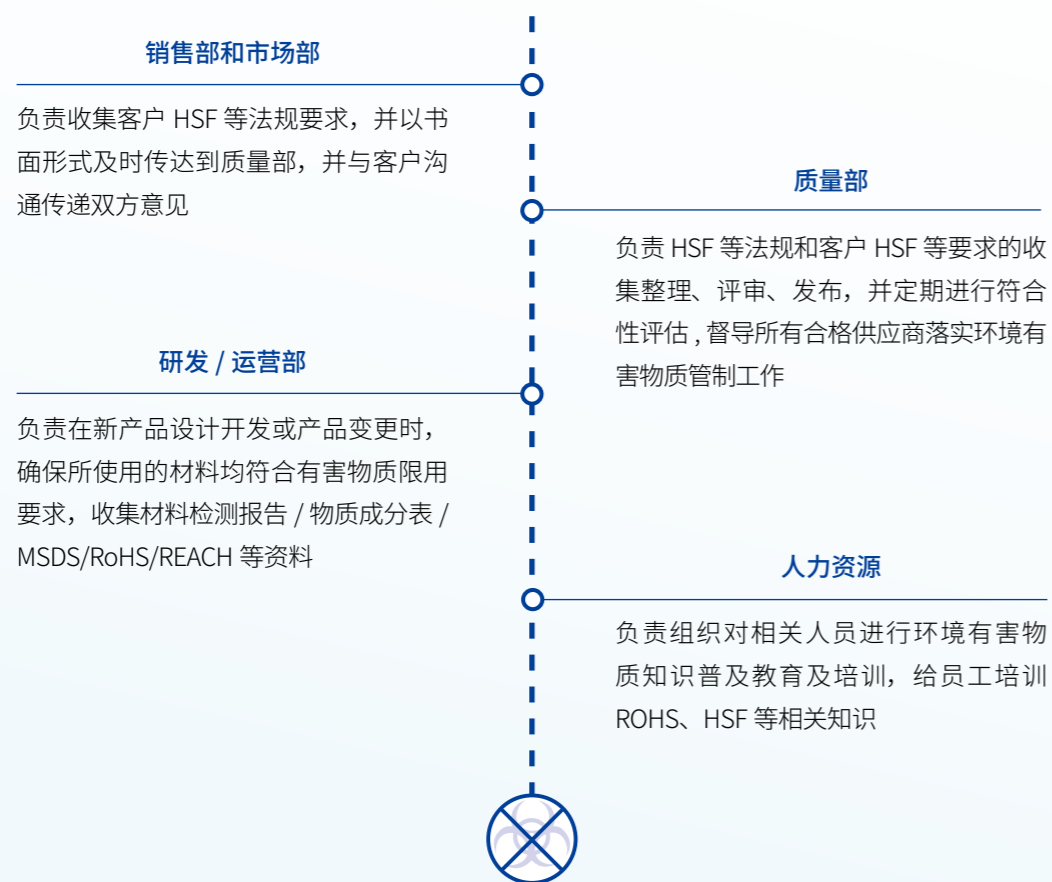 销售部和市场部
负责收集客户 HSF 等法规要求，并以书
面形式及时传达到质量部，并与客户沟
通传递双方意见
质量部
负责 HSF 等法规和客户 HSF 等要求的收
集整理、评审、发布，并定期进行符合
性评估 , 督导所有合格供应商落实环境有
害物质管制工作
研发 / 运营部
负责在新产品设计开发或产品变更时，
确保所使用的材料均符合有害物质限用
要求，收集材料检测报告 / 物质成分表 /
MSDS/RoHS/REACH 等资料
人力资源
负责组织对相关人员进行环境有害物
质知识普及教育及培训，给员工培训
ROHS、HSF 等相关知识